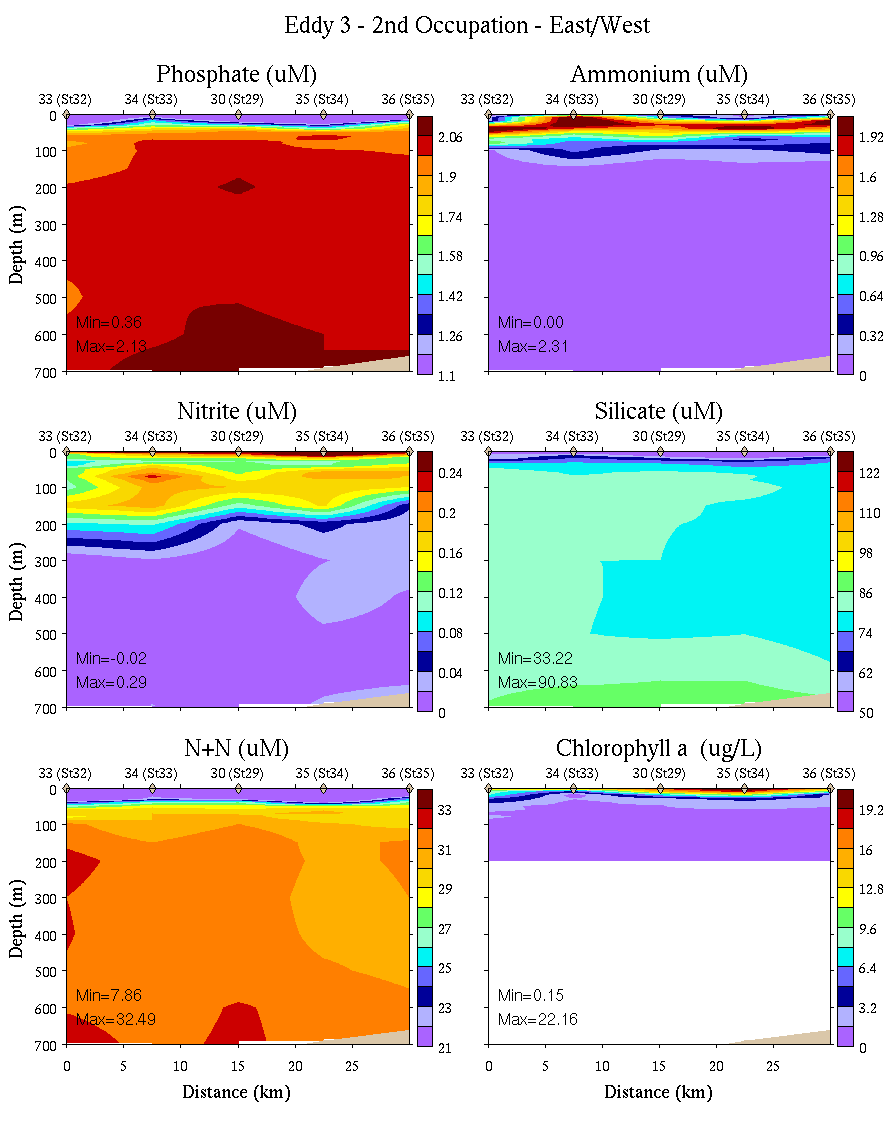 Eddy 3 - 2nd Occupation - East/West
Phosphate (uM)
33 (St32) 34 (St33) 30 (St29) 35 (St34) 36 (St35)
0
100
200
300
400
500
600
700
Depth (m)
Min=0.36
Max=2.13
2.06
1.9
1.74
1.58
1.42
1.26
1.1
Ammonium (uM)
33 (St32) 34 (St33) 30 (St29) 35 (St34) 36 (St35)
Min=0.00
Max=2.31
1.92
1.6
1.28
0.96
0.64
0.32
0
Nitrite (uM)
33 (St32) 34 (St33) 30 (St29) 35 (St34) 36 (St35)
0
100
200
300
400
500
600
700
Depth (m)
Min=-0.02
Max=0.29
0.24
0.2
0.16
0.12
0.08
0.04
0
Silicate (uM)
33 (St32) 34 (St33) 30 (St29) 35 (St34) 36 (St35)
Min=33.22
Max=90.83
122
110
98
86
74
62
50
N+N (uM)
33 (St32) 34 (St33) 30 (St29) 35 (St34) 36 (St35)
0
100
200
300
400
500
600
700
Depth (m)
Min=7.86
Max=32.49
33
31
29
27
25
23
21
0 5 10 15 20 25
Distance (km)
Chlorophyll a (ug/L)
33 (St32) 34 (St33) 30 (St29) 35 (St34) 36 (St35)
Min=0.15
Max=22.16
19.2
16
12.8
9.6
6.4
3.2
0
0 5 10 15 20 25
Distance (km)